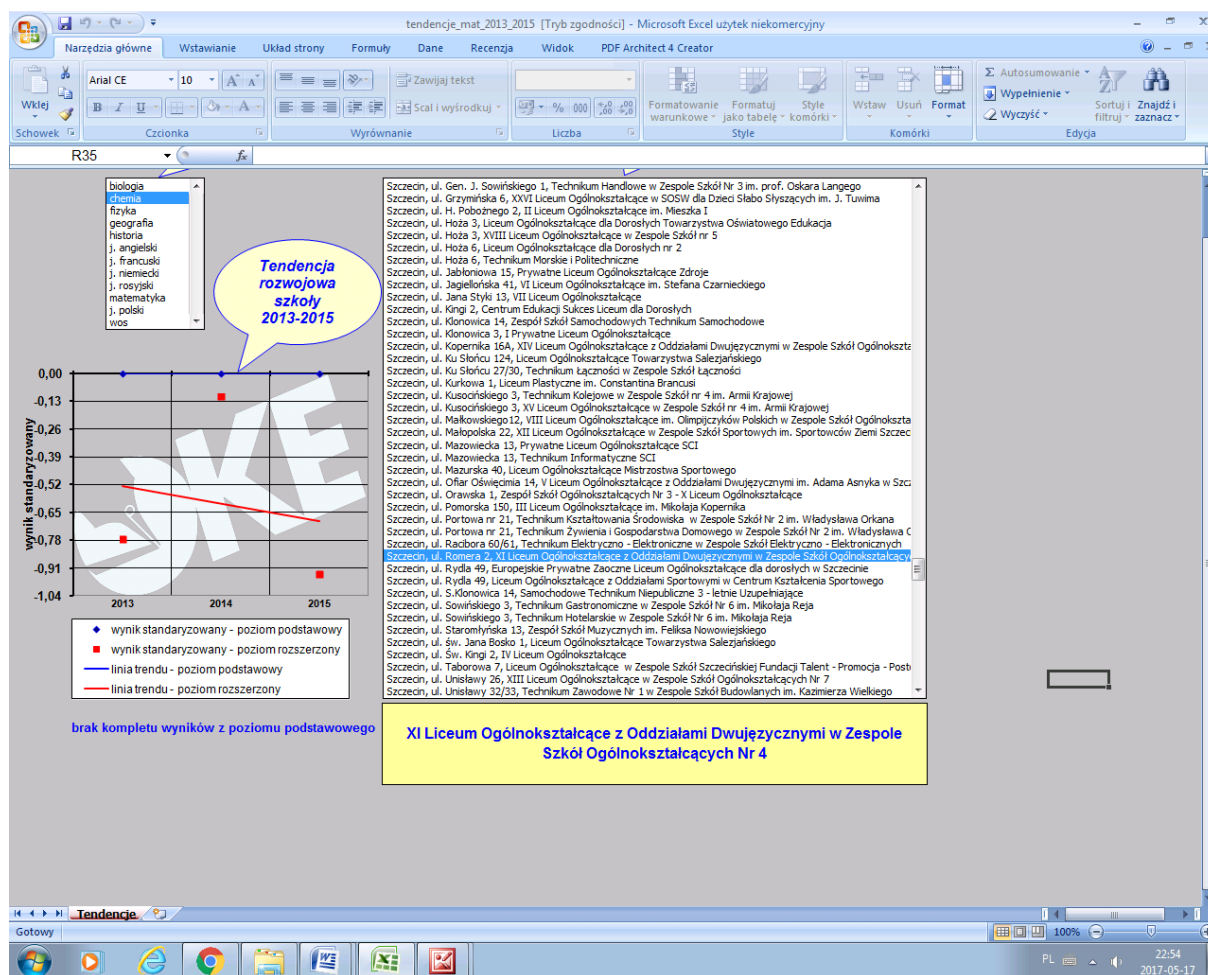 tendencje_mat_2013_2015 [Tryb zgodności] - Microsoft Excel użytek niekomercyjny
Narzędzia główne Wstawianie Układ strony Formuły Dane Recenzja Widok PDF Architect 4 Creator
Wklej
Arial CE 10
Zawijaj tekst
Scal i wyśrodkuj
% 000
Formatowanie warunkowe
Formatuj jako tabelę
Style komórki
Wstaw Usuń Format
Σ Autosumowanie
Wypełnienie
Wyczyść
Sortuj i filtruj
Znajdź i zaznacz
Schowek Czcionka Wyrównanie Liczba Style Komórki Edycja
R35 fx
biologia
chemia
fizyka
geografia
historia
j. angielski
j. francuski
j. niemiecki
j. rosyjski
matematyka
j. polski
wos
Tendencja
rozwojowa
szkoły
2013-2015
wynik standaryzowany
0,00
-0,13
-0,26
-0,39
-0,52
-0,65
-0,78
-0,91
-1,04
OKE
2013 2014 2015
wynik standaryzowany - poziom podstawowy
wynik standaryzowany - poziom rozszerzony
linia trendu - poziom podstawowy
linia trendu - poziom rozszerzony
brak kompletu wyników z poziomu podstawowego
Szczecin, ul. Gen. J. Sowińskiego 1, Technikum Handlowe w Zespole Szkół Nr 3 im. prof. Oskara Langego
Szczecin, ul. Grzymińska 6, XXVI Liceum Ogólnokształcące w SOSW dla Dzieci Słabo Słyszących im. J. Tuwima
Szczecin, ul. H. Pobożnego 2, II Liceum Ogólnokształcące im. Mieszka I
Szczecin, ul. Hoża 3, Liceum Ogólnokształcące dla Dorosłych Towarzystwa Oświatowego Edukacja
Szczecin, ul. Hoża 3, XVIII Liceum Ogólnokształcące w Zespole Szkół nr 5
Szczecin, ul. Hoża 6, Liceum Ogólnokształcące dla Dorosłych nr 2
Szczecin, ul. Hoża 6, Technikum Morskie i Politechniczne
Szczecin, ul. Jabłoniowa 15, Prywatne Liceum Ogólnokształcące Zdroje
Szczecin, ul. Jagiellońska 41, VI Liceum Ogólnokształcące im. Stefana Czarnieckiego
Szczecin, ul. Jana Styki 13, VII Liceum Ogólnokształcące
Szczecin, ul. Kingi 2, Centrum Edukacji Sukces Liceum dla Dorosłych
Szczecin, ul. Klonowica 14, Zespół Szkół Samochodowych Technikum Samochodowe
Szczecin, ul. Klonowica 3, I Prywatne Liceum Ogólnokształcące
Szczecin, ul. Kopernika 16A, XIV Liceum Ogólnokształcące z Oddziałami Dwujęzycznymi w Zespole Szkół Ogólnokszta
Szczecin, ul. Ku Słońcu 124, Liceum Ogólnokształcące Towarzystwa Salezjańskiego
Szczecin, ul. Ku Słońcu 27/30, Technikum Łączności w Zespole Szkół Łączności
Szczecin, ul. Kurkowa 1, Liceum Plastyczne im. Constantina Brancusi
Szczecin, ul. Kusocińskiego 3, Technikum Kolejowe w Zespole Szkół nr 4 im. Armii Krajowej
Szczecin, ul. Kusocińskiego 3, XV Liceum Ogólnokształcące w Zespole Szkół nr 4 im. Armii Krajowej
Szczecin, ul. Małkowskiego12, VIII Liceum Ogólnokształcące im. Olimpijczyków Polskich w Zespole Szkół Ogólnokszta
Szczecin, ul. Małopolska 22, XII Liceum Ogólnokształcące w Zespole Szkół Sportowych im. Sportowców Ziemi Szczec
Szczecin, ul. Mazowiecka 13, Prywatne Liceum Ogólnokształcące SCI
Szczecin, ul. Mazowiecka 13, Technikum Informatyczne SCI
Szczecin, ul. Mazurska 40, Liceum Ogólnokształcące Mistrzostwa Sportowego
Szczecin, ul. Ofiar Oświęcimia 14, V Liceum Ogólnokształcące z Oddziałami Dwujęzycznymi im. Adama Asnyka w Szcz
Szczecin, ul. Orawska 1, Zespół Szkół Ogólnokształcących Nr 3 - X Liceum Ogólnokształcące
Szczecin, ul. Pomorska 150, III Liceum Ogólnokształcące im. Mikołaja Kopernika
Szczecin, ul. Portowa nr 21, Technikum Kształtowania Środowiska w Zespole Szkół Nr 2 im. Władysława Orkana
Szczecin, ul. Portowa nr 21, Technikum Żywienia i Gospodarstwa Domowego w Zespole Szkół Nr 2 im. Władysława O
Szczecin, ul. Racibora 60/61, Technikum Elektryczno - Elektroniczne w Zespole Szkół Elektryczno - Elektronicznych
Szczecin, ul. Romera 2, XI Liceum Ogólnokształcące z Oddziałami Dwujęzycznymi w Zespole Szkół Ogólnokształcący
Szczecin, ul. Rydla 49, Europejskie Prywatne Zaoczne Liceum Ogólnokształcące dla dorosłych w Szczecinie
Szczecin, ul. Rydla 49, Liceum Ogólnokształcące z Oddziałami Sportowymi w Centrum Kształcenia Sportowego
Szczecin, ul. S.Klonowica 14, Samochodowe Technikum Niepubliczne 3 - letnie Uzupełniające
Szczecin, ul. Sowińskiego 3, Technikum Gastronomiczne w Zespole Szkół Nr 6 im. Mikołaja Reja
Szczecin, ul. Sowińskiego 3, Technikum Hotelarskie w Zespole Szkół Nr 6 im. Mikołaja Reja
Szczecin, ul. Staromłyńska 13, Zespół Szkół Muzycznych im. Feliksa Nowowiejskiego
Szczecin, ul. św. Jana Bosko 1, Liceum Ogólnokształcące Towarzystwa Salezjańskiego
Szczecin, ul. Św. Kingi 2, IV Liceum Ogólnokształcące
Szczecin, ul. Taborowa 7, Liceum Ogólnokształcące w Zespole Szkół Szczecińskiej Fundacji Talent - Promocja - Postę
Szczecin, ul. Unisławy 26, XIII Liceum Ogólnokształcące w Zespole Szkół Ogólnokształcących Nr 7
Szczecin, ul. Unisławy 32/33, Technikum Zawodowe Nr 1 w Zespole Szkół Budowlanych im. Kazimierza Wielkiego
XI Liceum Ogólnokształcące z Oddziałami Dwujęzycznymi w Zespole
Szkół Ogólnokształcących Nr 4
Tendencje
Gotowy
100%
PL
22:54
2017-05-17